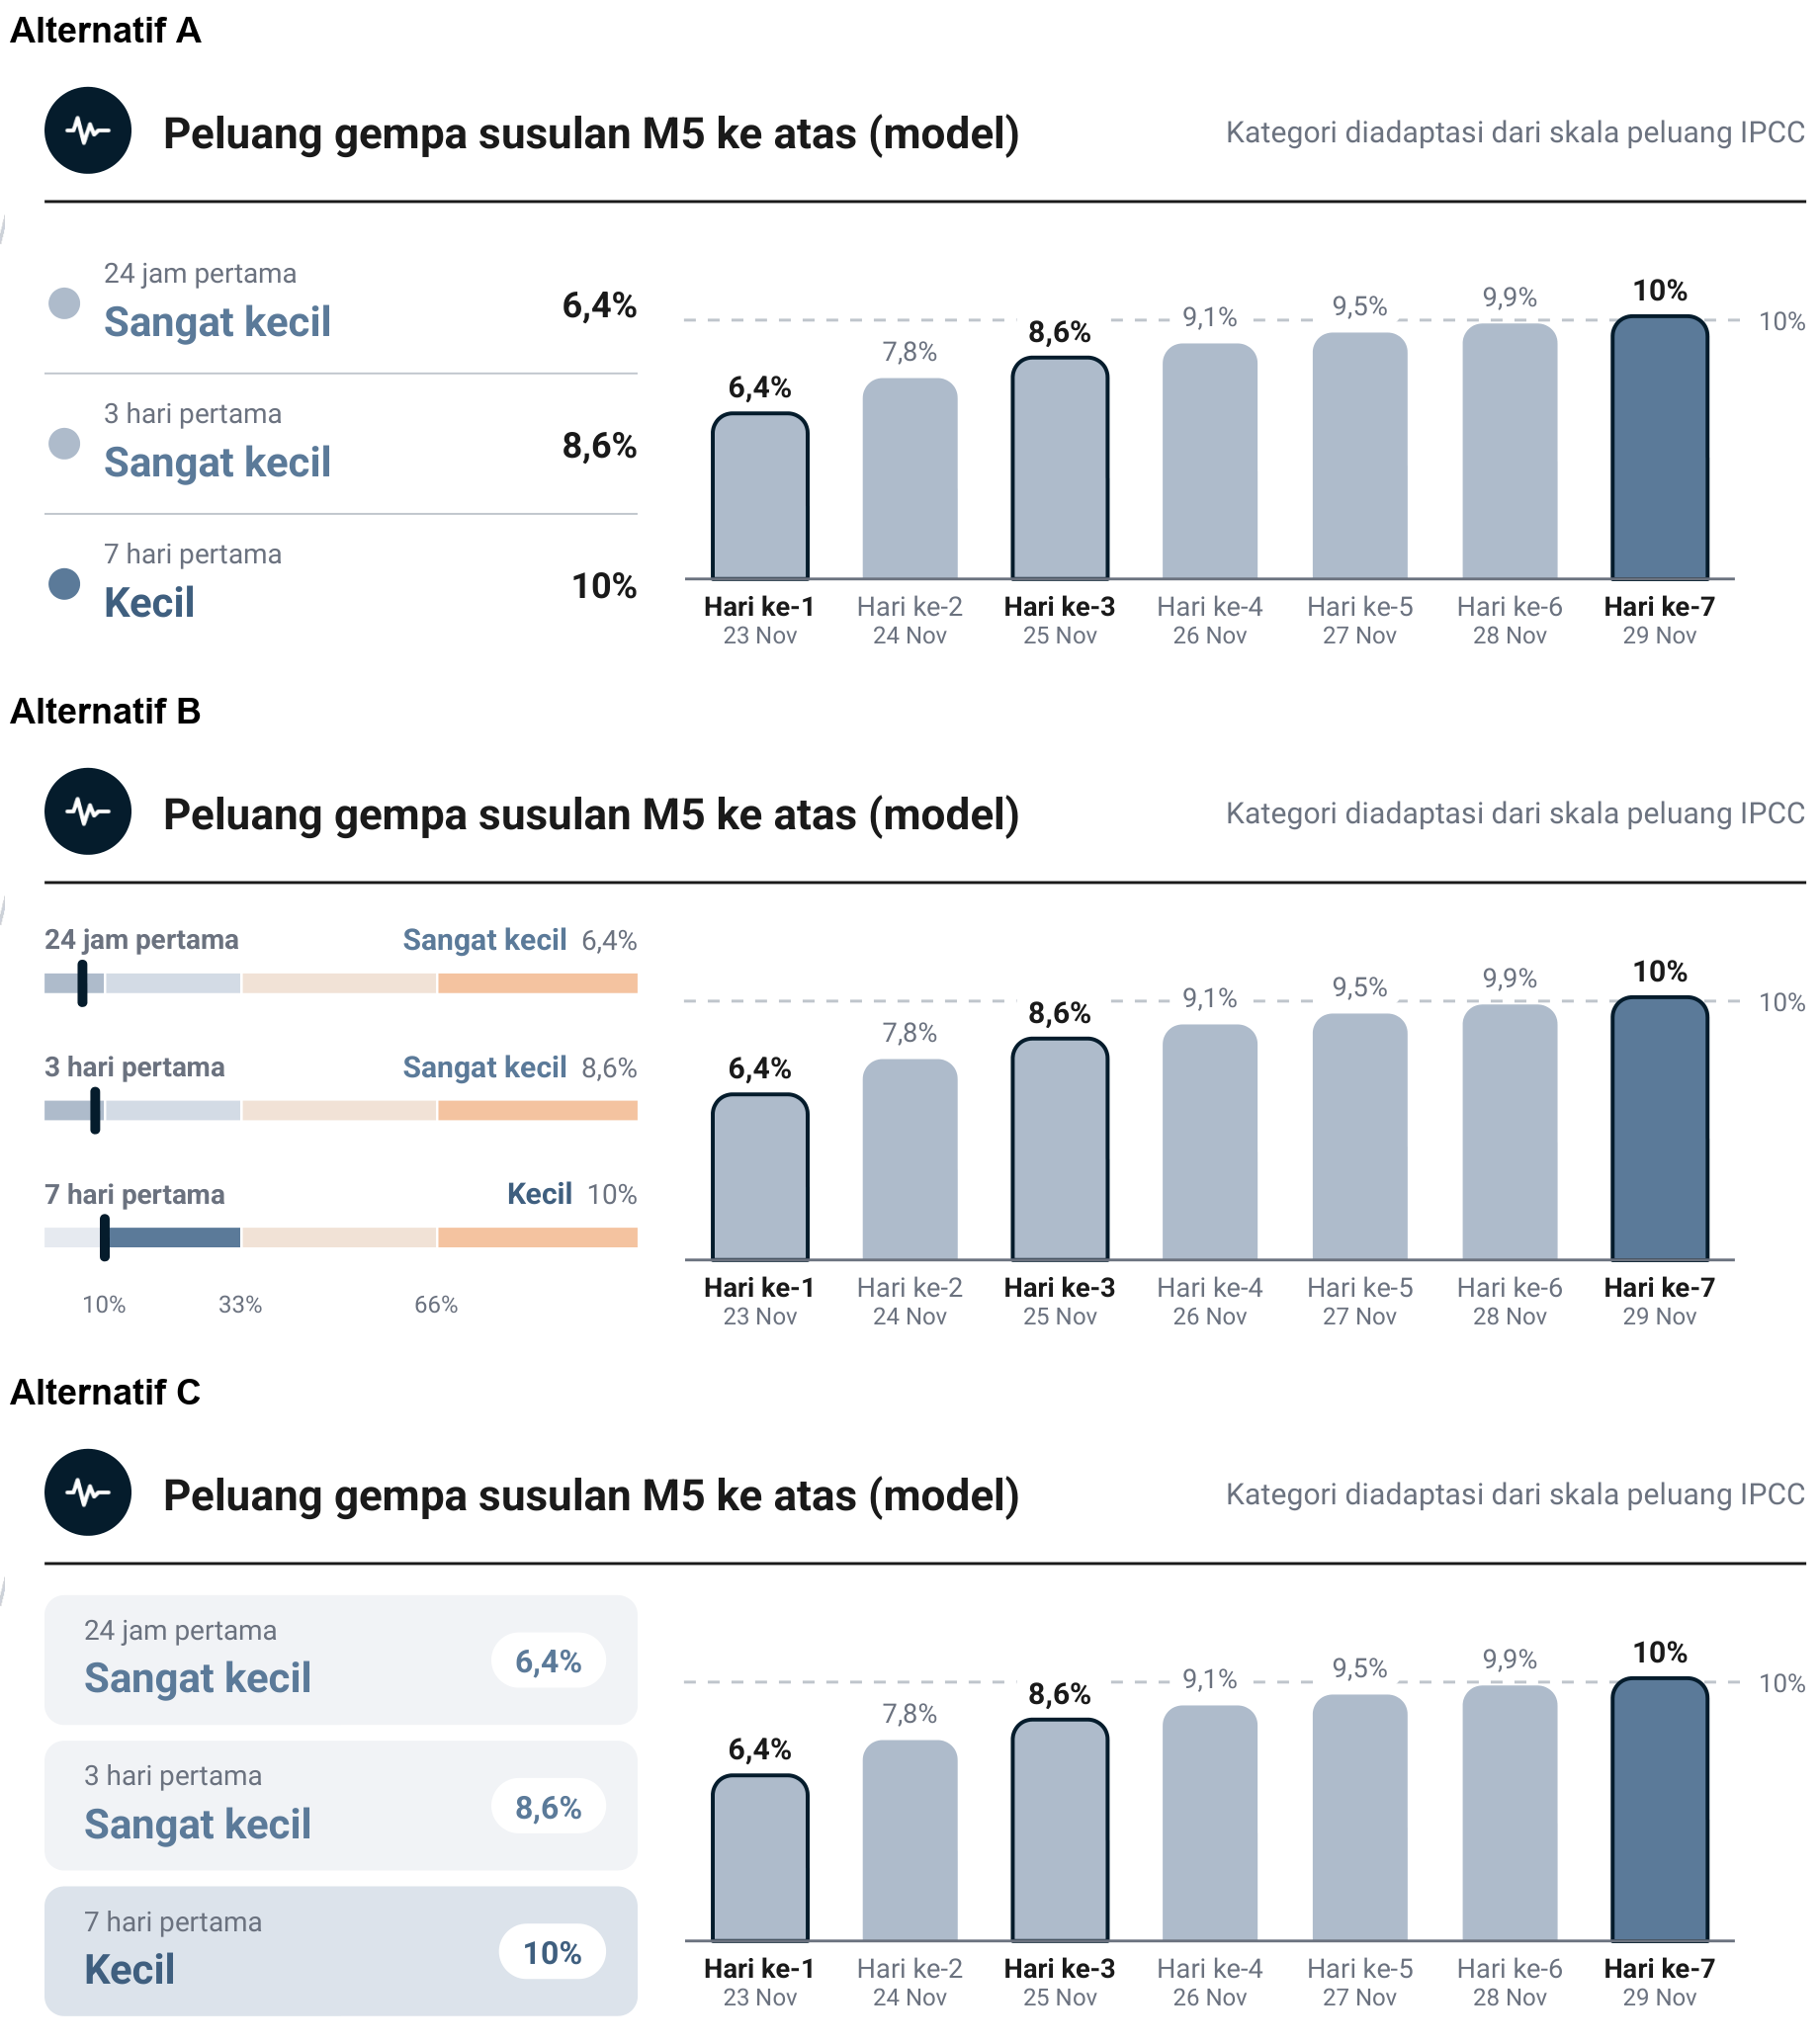 Alternatif A
Peluang gempa susulan M5 ke atas (model)
Kategori diadaptasi dari skala peluang IPCC
24 jam pertama
Sangat kecil
6,4%
3 hari pertama
Sangat kecil
8,6%
7 hari pertama
Kecil
10%
6,4%
7,8%
8,6%
9,1%
9,5%
9,9%
10%
10%
Hari ke-1
23 Nov
Hari ke-2
24 Nov
Hari ke-3
25 Nov
Hari ke-4
26 Nov
Hari ke-5
27 Nov
Hari ke-6
28 Nov
Hari ke-7
29 Nov
Alternatif B
Peluang gempa susulan M5 ke atas (model)
Kategori diadaptasi dari skala peluang IPCC
24 jam pertama
Sangat kecil 6,4%
3 hari pertama
Sangat kecil 8,6%
7 hari pertama
Kecil 10%
10%
33%
66%
6,4%
7,8%
8,6%
9,1%
9,5%
9,9%
10%
10%
Hari ke-1
23 Nov
Hari ke-2
24 Nov
Hari ke-3
25 Nov
Hari ke-4
26 Nov
Hari ke-5
27 Nov
Hari ke-6
28 Nov
Hari ke-7
29 Nov
Alternatif C
Peluang gempa susulan M5 ke atas (model)
Kategori diadaptasi dari skala peluang IPCC
24 jam pertama
Sangat kecil
6,4%
3 hari pertama
Sangat kecil
8,6%
7 hari pertama
Kecil
10%
6,4%
7,8%
8,6%
9,1%
9,5%
9,9%
10%
10%
Hari ke-1
23 Nov
Hari ke-2
24 Nov
Hari ke-3
25 Nov
Hari ke-4
26 Nov
Hari ke-5
27 Nov
Hari ke-6
28 Nov
Hari ke-7
29 Nov